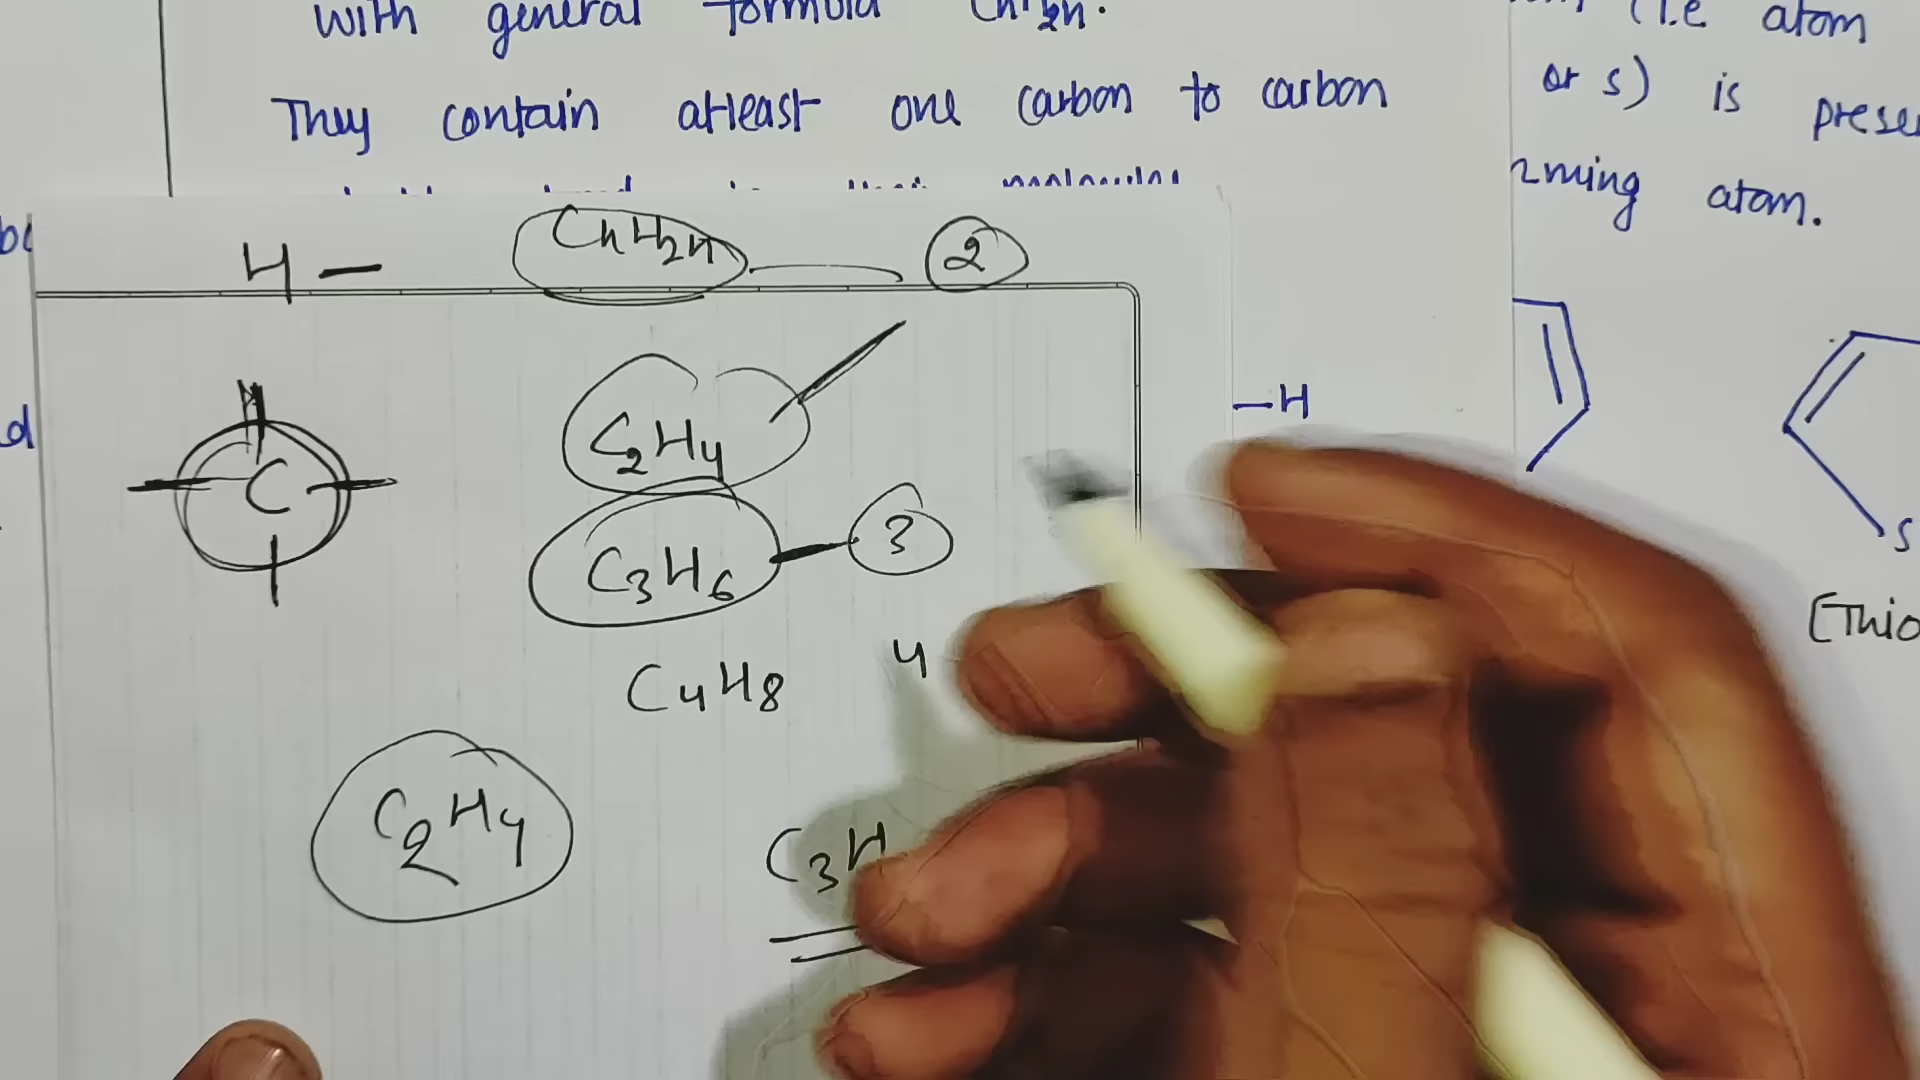 with general formula CnH2n.
They contain atleast one carbon to carbon
(i.e atom
or s) is
atom.
H —
CnH2n 2
C
C2H4
C3H6 3
C4H8 4
C2H4
C3H
—H
S